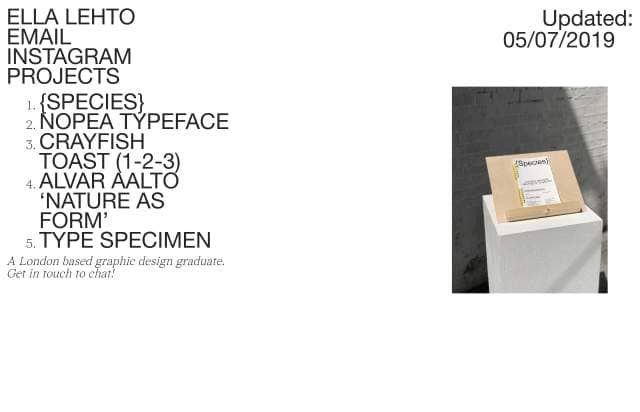 ELLA LEHTO
EMAIL
INSTAGRAM
PROJECTS
1. {SPECIES}
2. NOPEA TYPEFACE
3. CRAYFISH
TOAST (1-2-3)
4. ALVAR AALTO
‘NATURE AS
FORM’
5. TYPE SPECIMEN
A London based graphic design graduate.
Get in touch to chat!
Updated:
05/07/2019
{Species}